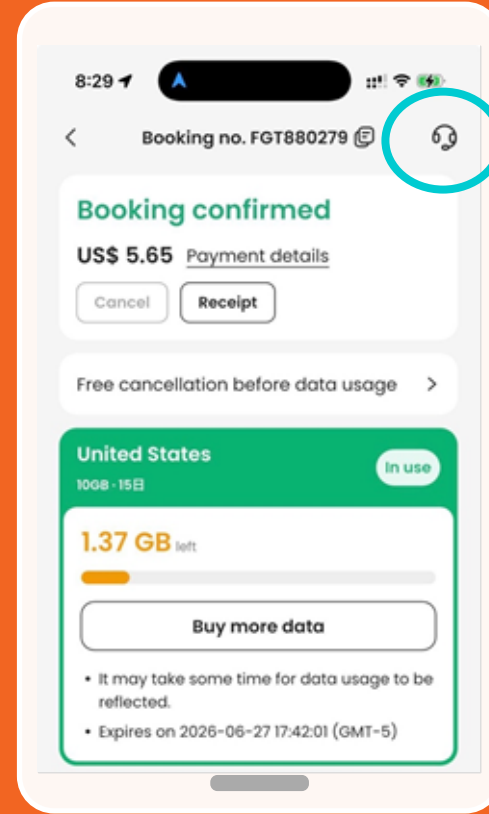 8:29
Booking no. FGT880279
Booking confirmed
US$ 5.65 Payment details
Cancel Receipt
Free cancellation before data usage
United States
10GB · 15日
In use
1.37 GB left
Buy more data
• It may take some time for data usage to be
reflected.
• Expires on 2026-06-27 17:42:01 (GMT-5)